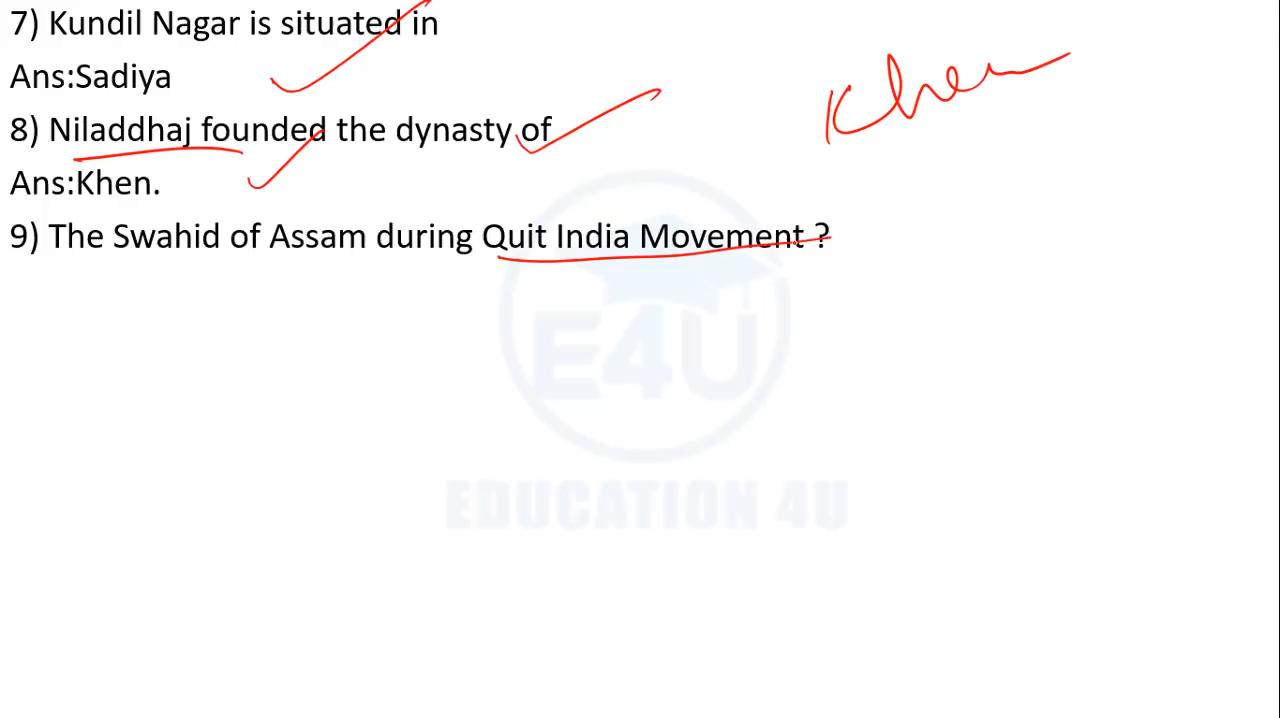 7) Kundil Nagar is situated in
Ans:Sadiya
8) Niladdhaj founded the dynasty of
Khen
Ans:Khen.
9) The Swahid of Assam during Quit India Movement ?
E4U
EDUCATION 4U